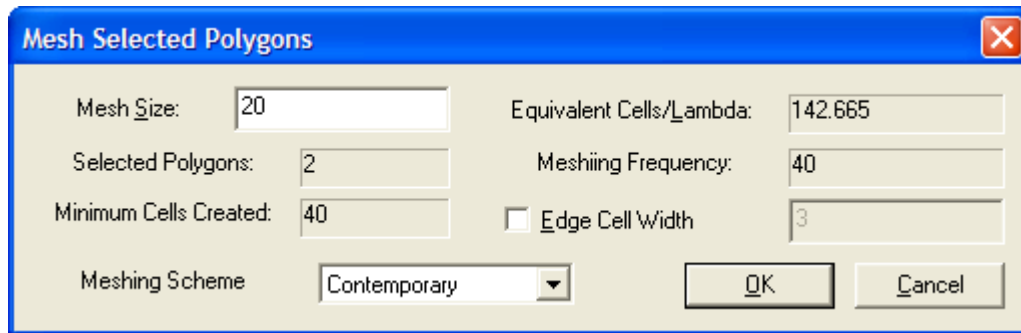 Mesh Selected Polygons
Mesh Size: 20
Equivalent Cells/Lambda: 142.665
Selected Polygons: 2
Meshiing Frequency: 40
Minimum Cells Created: 40
Edge Cell Width 3
Meshing Scheme Contemporary
OK
Cancel